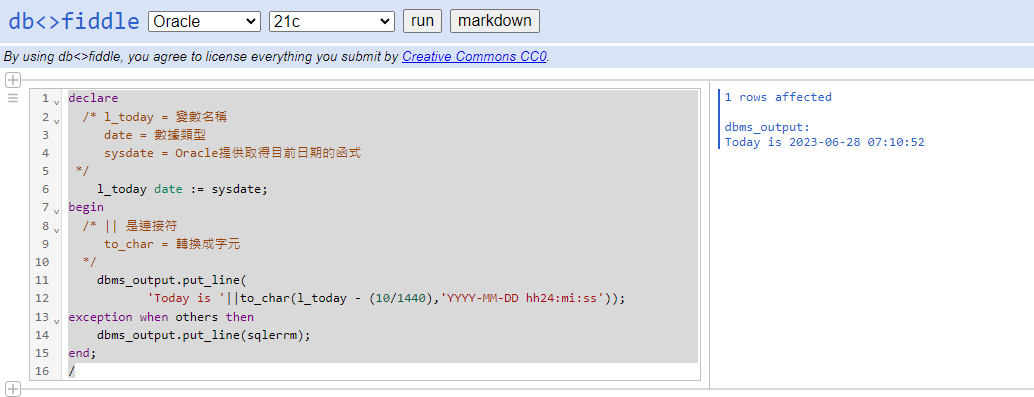 db<>fiddle Oracle 21c run markdown
By using db<>fiddle, you agree to license everything you submit by Creative Commons CC0.
1 declare
2 /* l_today = 變數名稱
3 date = 數據類型
4 sysdate = Oracle提供取得目前日期的函式
5 */
6 l_today date := sysdate;
7 begin
8 /* || 是連接符
9 to_char = 轉換成字元
10 */
11 dbms_output.put_line(
12 'Today is '||to_char(l_today - (10/1440),'YYYY-MM-DD hh24:mi:ss'));
13 exception when others then
14 dbms_output.put_line(sqlerrm);
15 end;
16 /
1 rows affected
dbms_output:
Today is 2023-06-28 07:10:52